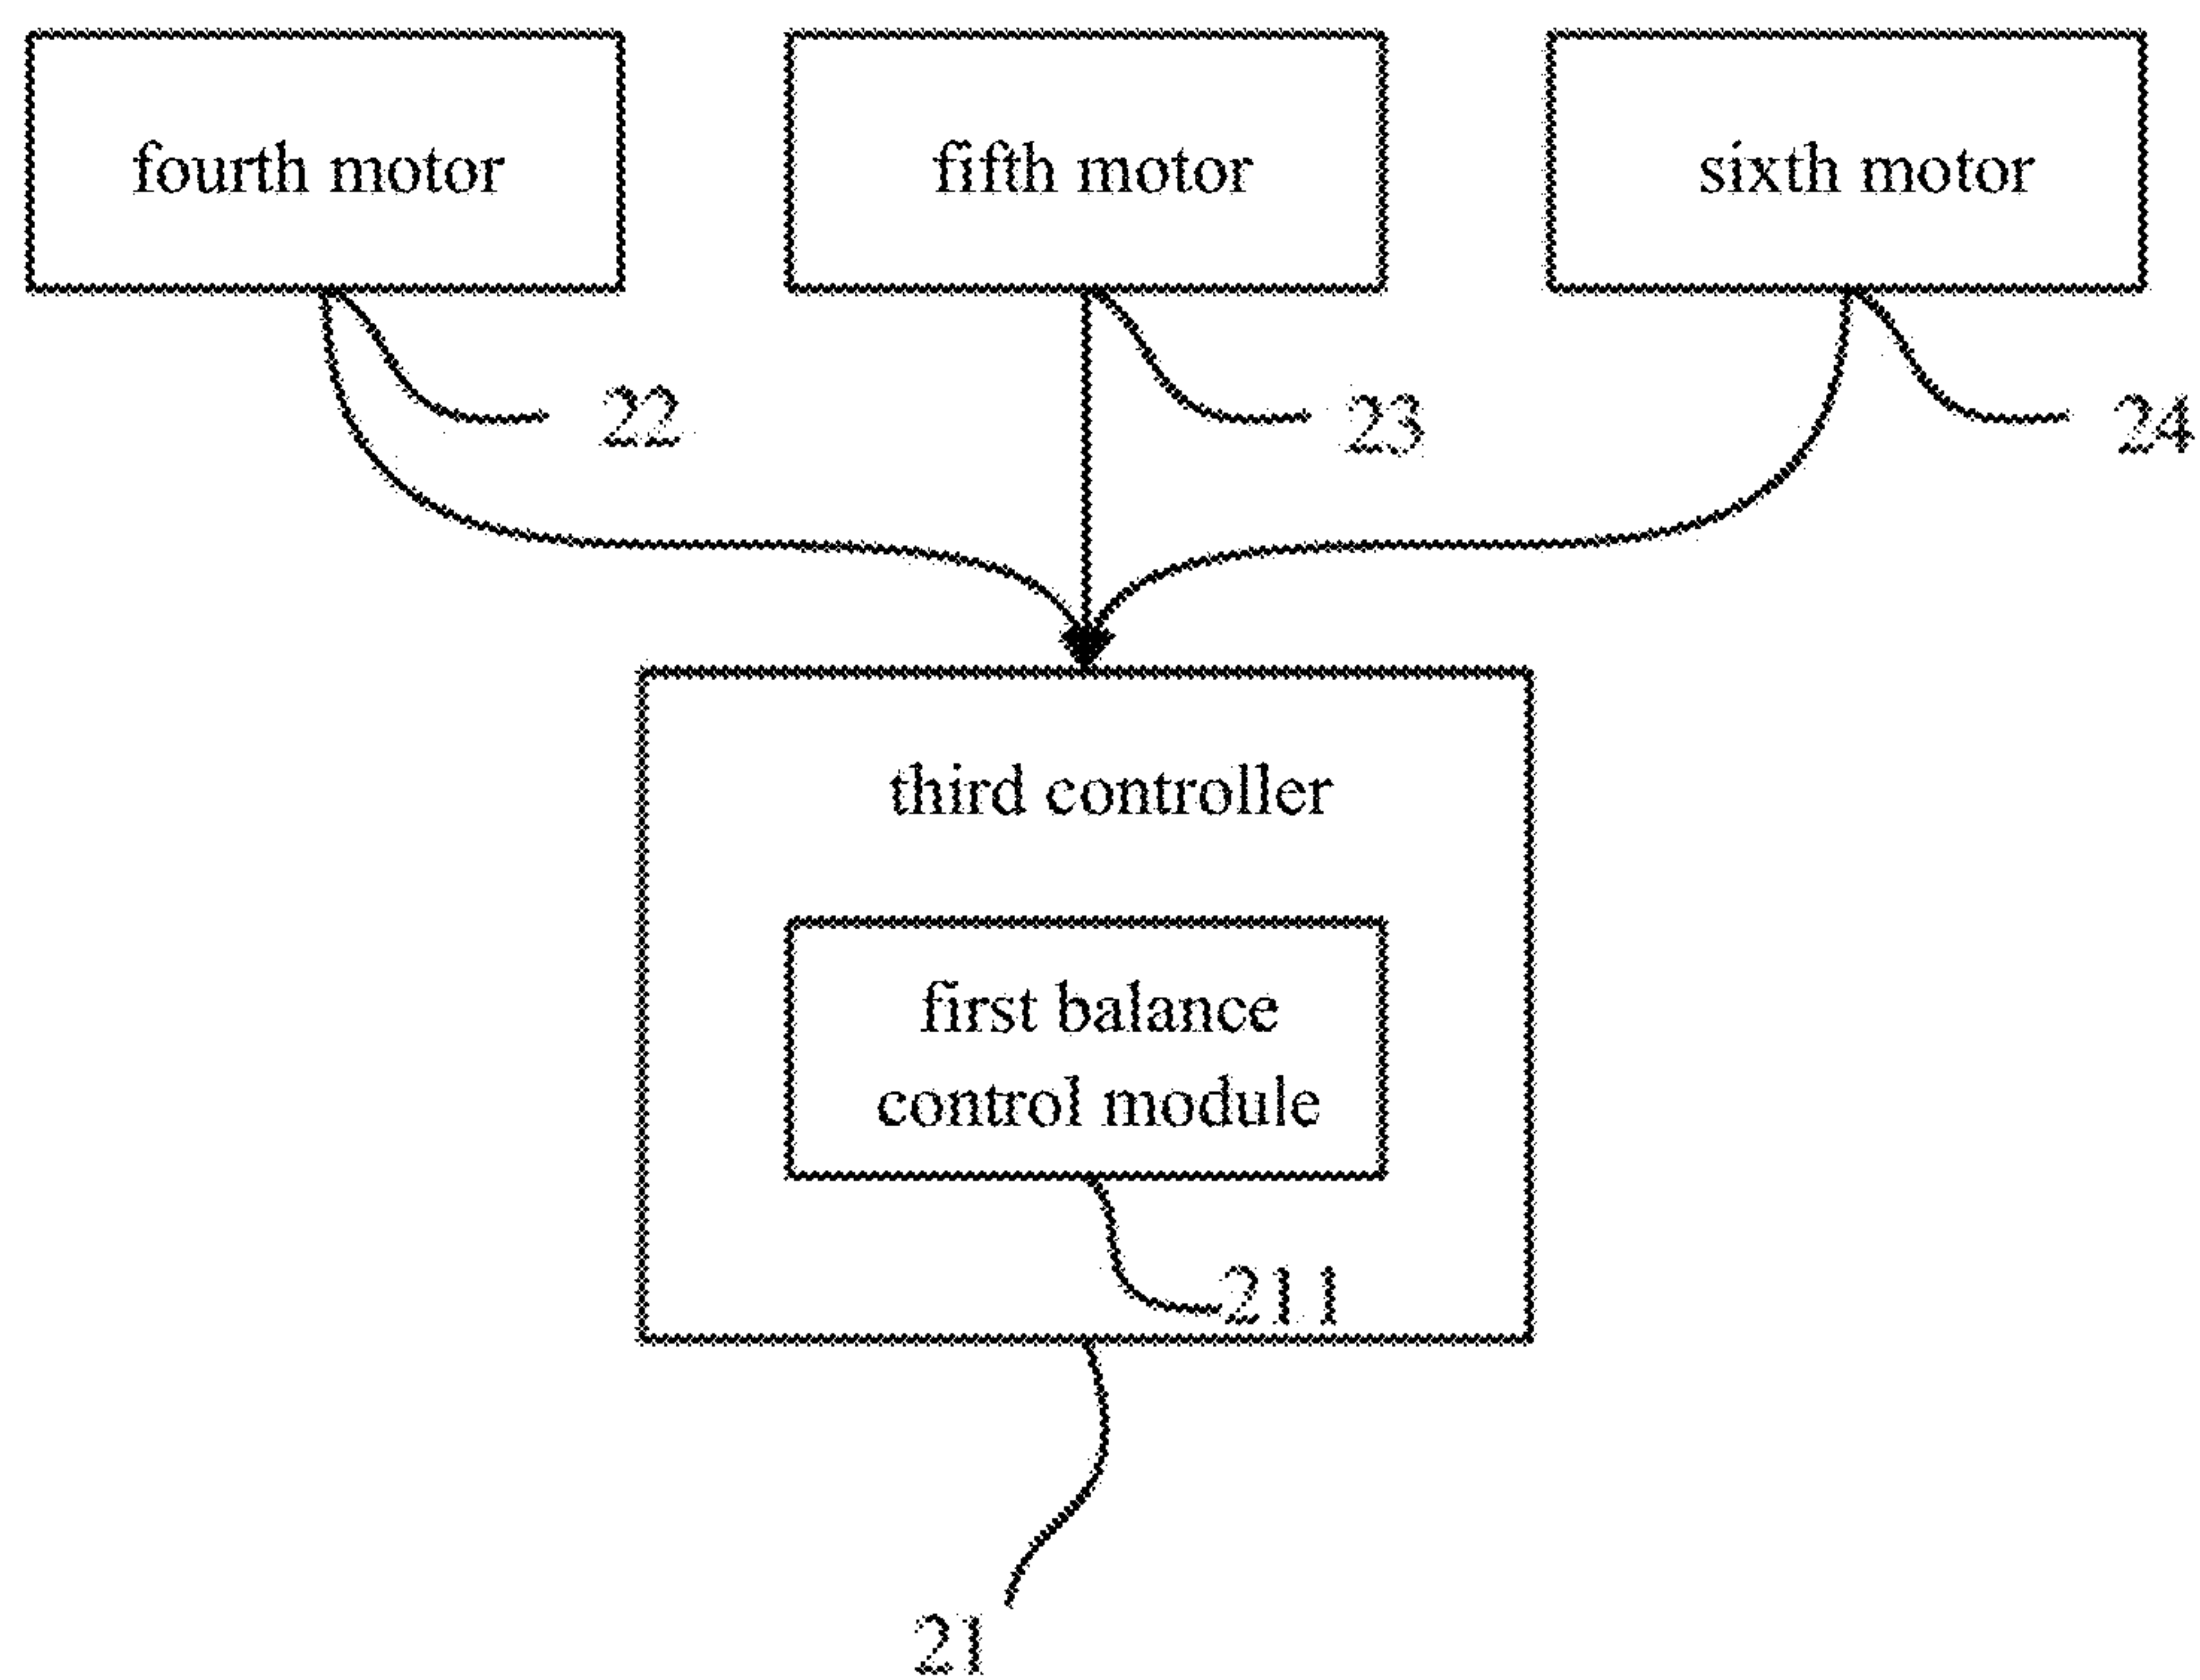 fourth motor
fifth motor
sixth motor
22
23
24
third controller
first balance
control module
211
21